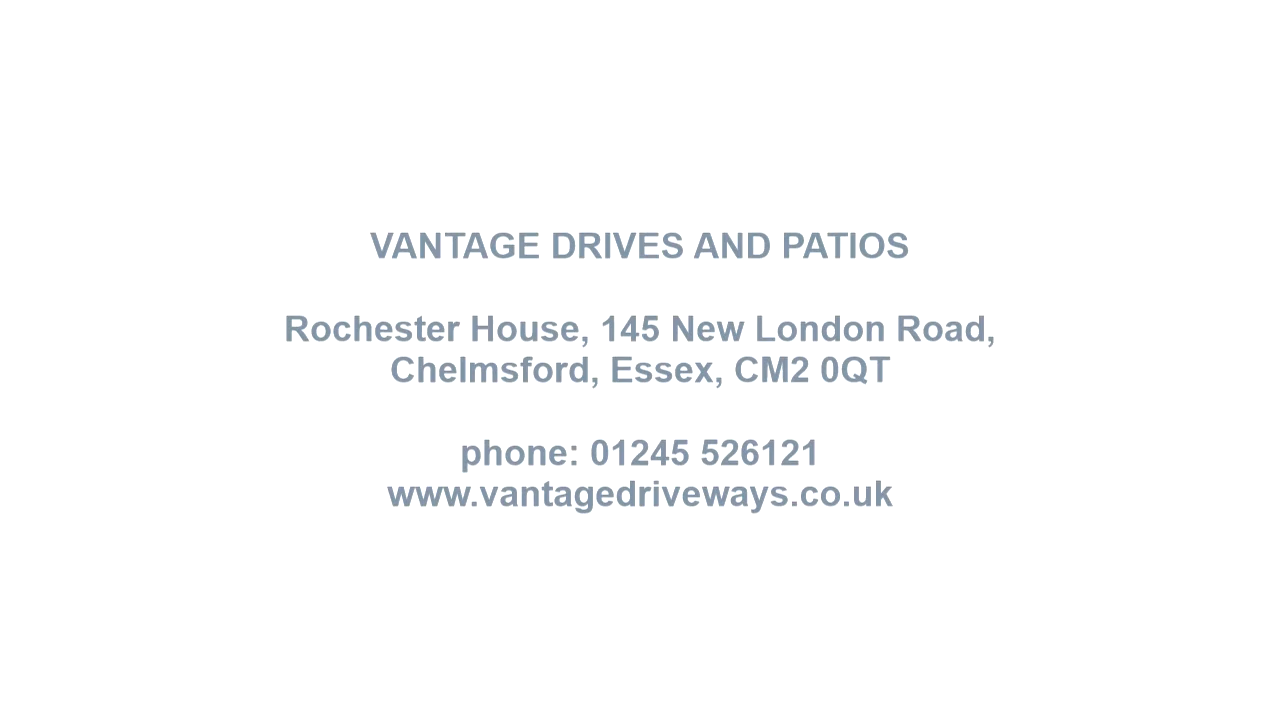 VANTAGE DRIVES AND PATIOS
Rochester House, 145 New London Road,
Chelmsford, Essex, CM2 0QT
phone: 01245 526121
www.vantagedriveways.co.uk